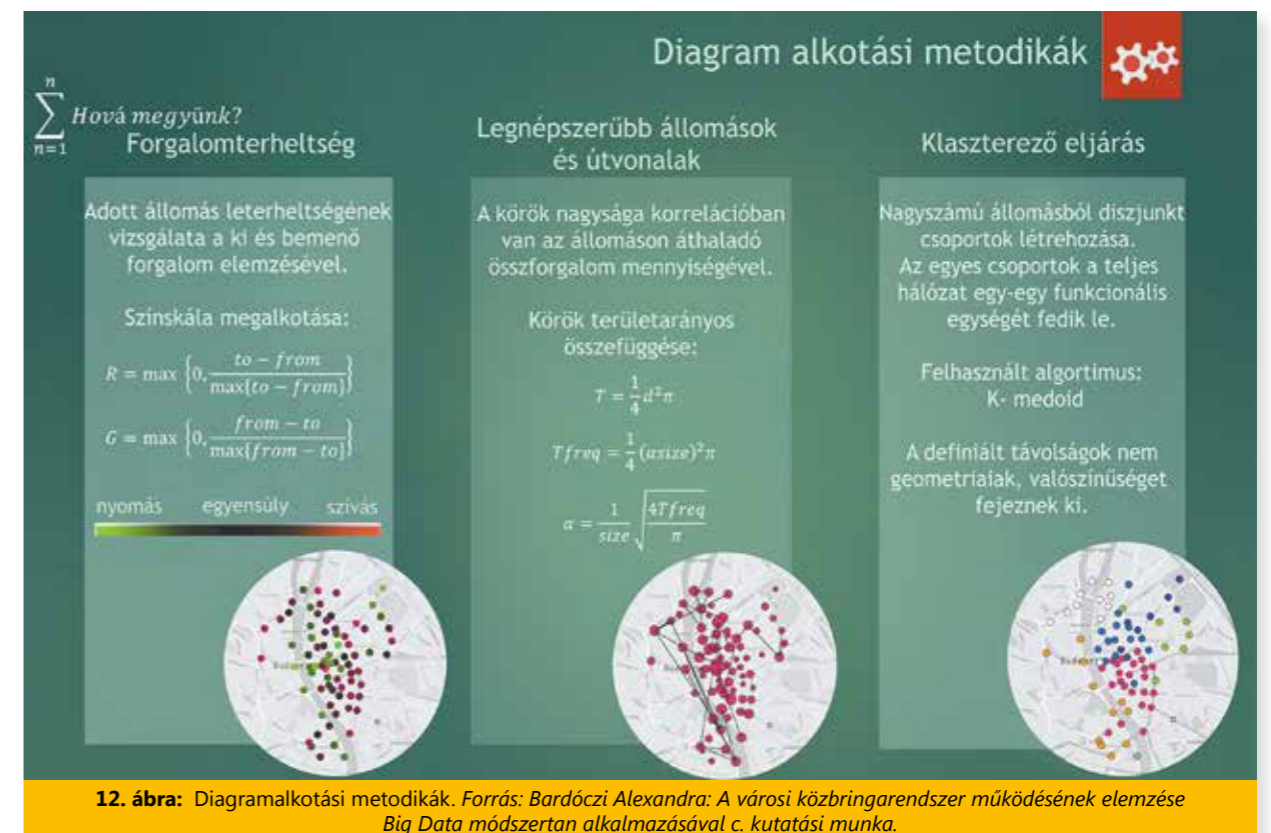 Diagram alkotási metodikák
n
∑ Hová megyünk?
n=1
Forgalomterheltség
Adott állomás leterheltségének
vizsgálata a ki és bemenő
forgalom elemzésével.
Színskála megalkotása:
R = max {0, to − from / max{to − from}}
G = max {0, from − to / max{from − to}}
nyomás egyensúly szívás
Legnépszerűbb állomások
és útvonalak
A körök nagysága korrelációban
van az állomáson áthaladó
összforgalom mennyiségével.
Körök területarányos
összefüggése:
T = 1/4 d²π
Tfreq = 1/4 (αsize)²π
α = 1/size √(4Tfreq/π)
Klaszterező eljárás
Nagyszámú állomásból diszjunkt
csoportok létrehozása.
Az egyes csoportok a teljes
hálózat egy-egy funkcionális
egységét fedik le.
Felhasznált algortimus:
K- medoid
A definiált távolságok nem
geometriaiak, valószínűséget
fejeznek ki.
12. ábra: Diagramalkotási metodikák. Forrás: Bardóczi Alexandra: A városi közbringarendszer működésének elemzése
Big Data módszertan alkalmazásával c. kutatási munka.